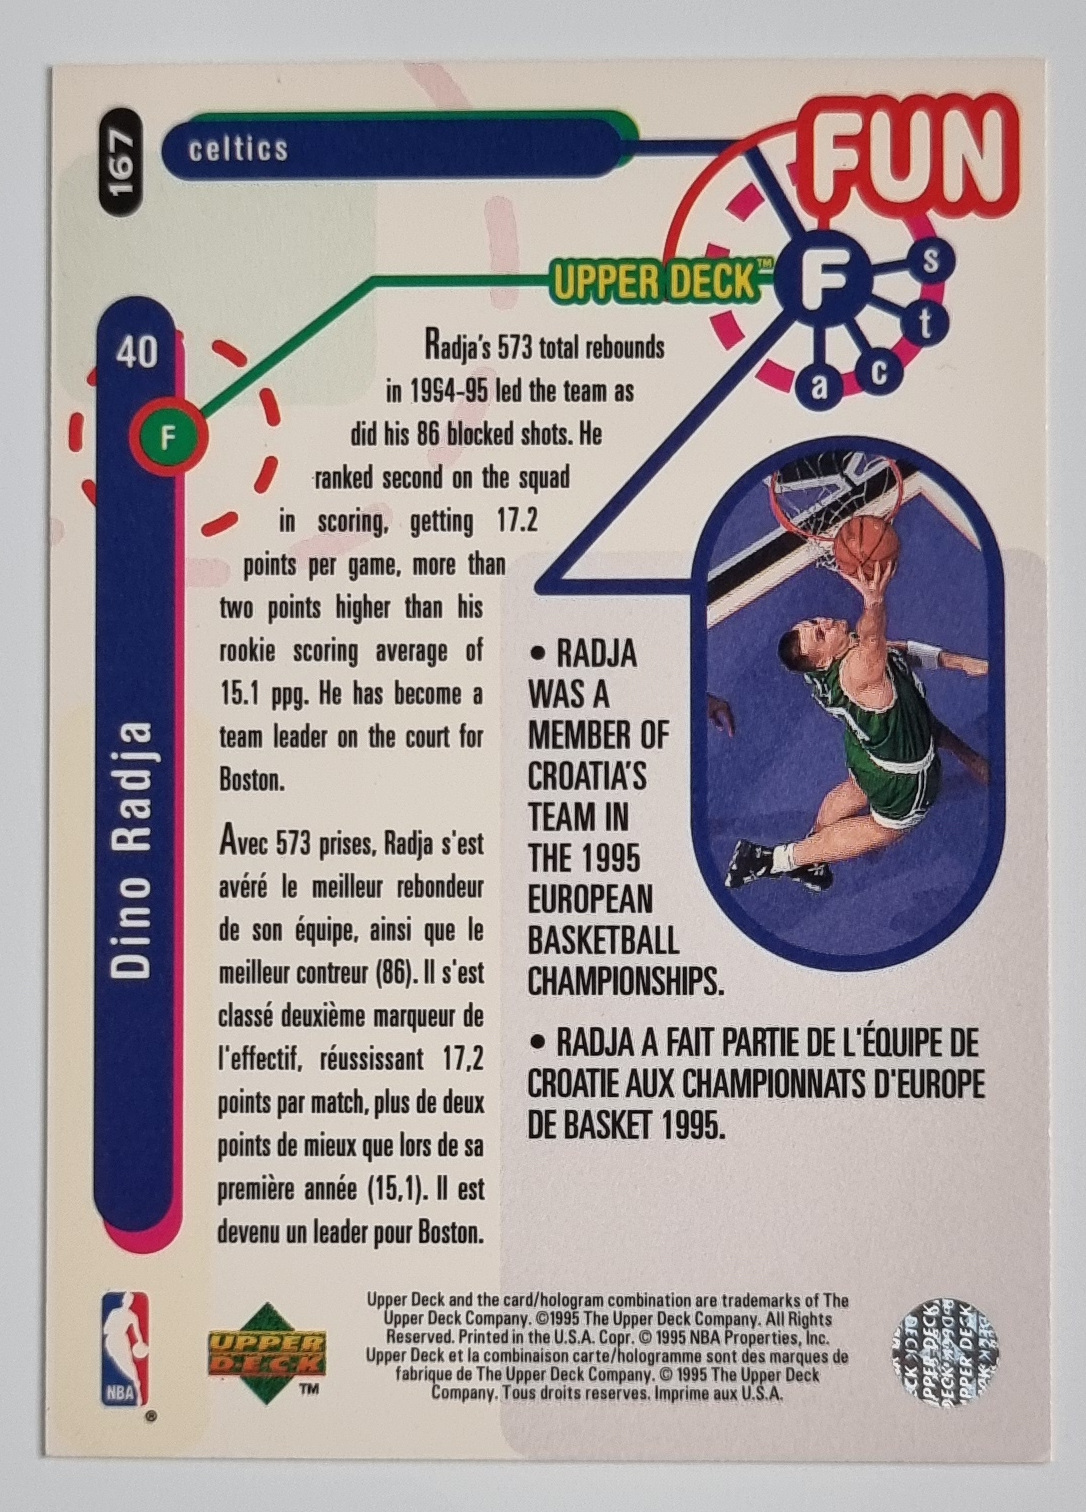 167
celtics
FUN
UPPER DECK™
F
a
c
t
s
40
F
Dino Radja
Radja's 573 total rebounds
in 1994-95 led the team as
did his 86 blocked shots. He
ranked second on the squad
in scoring, getting 17.2
points per game, more than
two points higher than his
rookie scoring average of
15.1 ppg. He has become a
team leader on the court for
Boston.
Avec 573 prises, Radja s'est
avéré le meilleur rebondeur
de son équipe, ainsi que le
meilleur contreur (86). Il s'est
classé deuxième marqueur de
l'effectif, réussissant 17,2
points par match, plus de deux
points de mieux que lors de sa
première année (15,1). Il est
devenu un leader pour Boston.
• RADJA
WAS A
MEMBER OF
CROATIA'S
TEAM IN
THE 1995
EUROPEAN
BASKETBALL
CHAMPIONSHIPS.
• RADJA A FAIT PARTIE DE L'ÉQUIPE DE
CROATIE AUX CHAMPIONNATS D'EUROPE
DE BASKET 1995.
NBA
®
UPPER
DECK
™
Upper Deck and the card/hologram combination are trademarks of The
Upper Deck Company. ©1995 The Upper Deck Company. All Rights
Reserved. Printed in the U.S.A. Copr. © 1995 NBA Properties, Inc.
Upper Deck et la combinaison carte/hologramme sont des marques de
fabrique de The Upper Deck Company. © 1995 The Upper Deck
Company. Tous droits reserves. Imprime aux U.S.A.
UPPER DECK